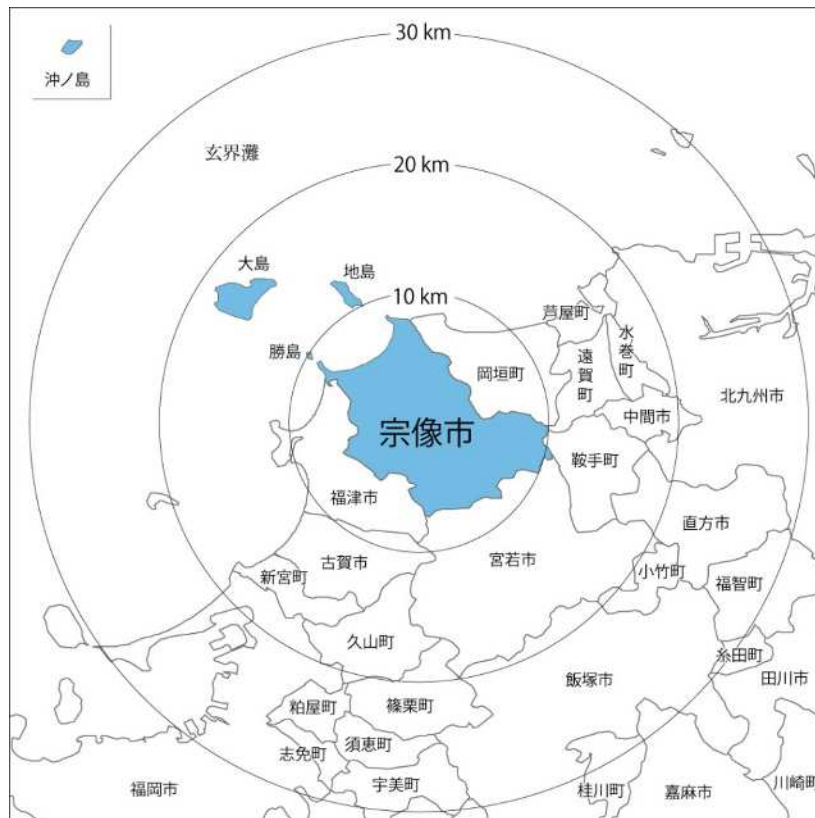 30 km
沖ノ島
玄界灘
20 km
大島
地島
10 km
芦屋町
水巻町
勝島
遠賀町
岡垣町
北九州市
中間市
宗像市
鞍手町
福津市
直方市
古賀市
宮若市
新宮町
小竹町
福智町
久山町
糸田町
飯塚市
田川市
粕屋町
篠栗町
須恵町
志免町
宇美町
福岡市
桂川町
嘉麻市
川崎町